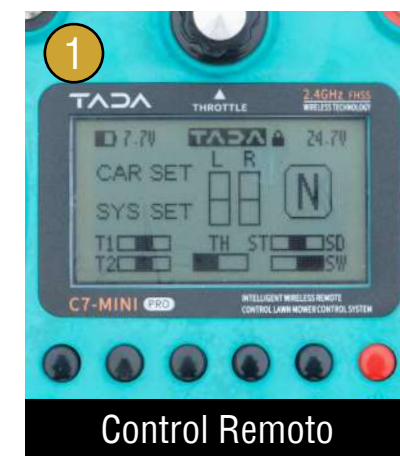 1
TADA
THROTTLE
2.4GHz FHSS
WIRELESS TECHNOLOGY
7.7V TADA 24.7V
L R
CAR SET
N
SYS SET
T1 TH ST SD
T2 SW
C7-MINI PRO
INTELLIGENT WIRELESS REMOTE
CONTROL LAWN MOWER CONTROL SYSTEM
Control Remoto